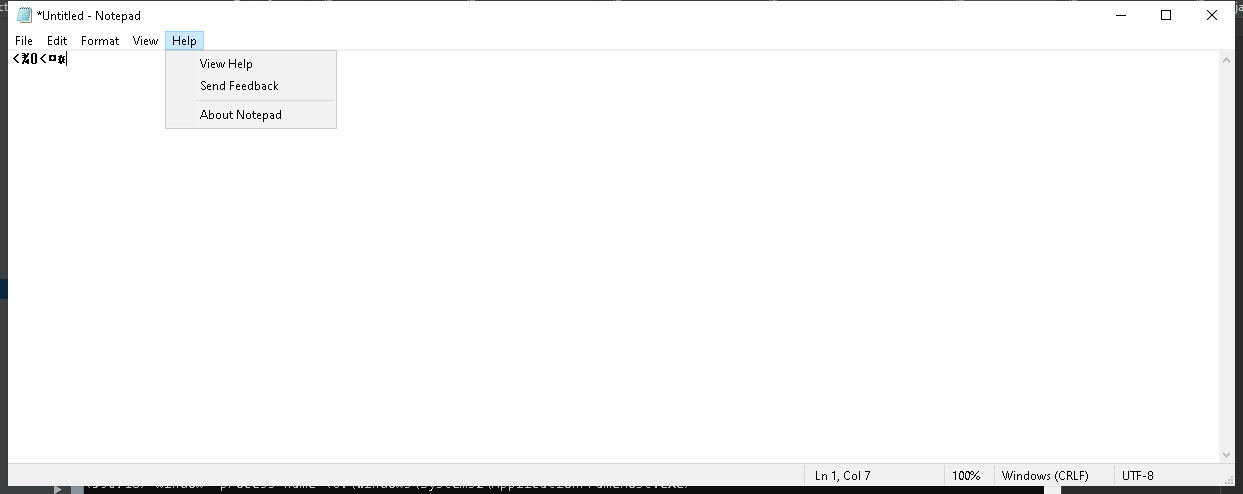 *Untitled - Notepad
File Edit Format View Help
<%0<¤¤
View Help
Send Feedback
About Notepad
Ln 1, Col 7 100% Windows (CRLF) UTF-8